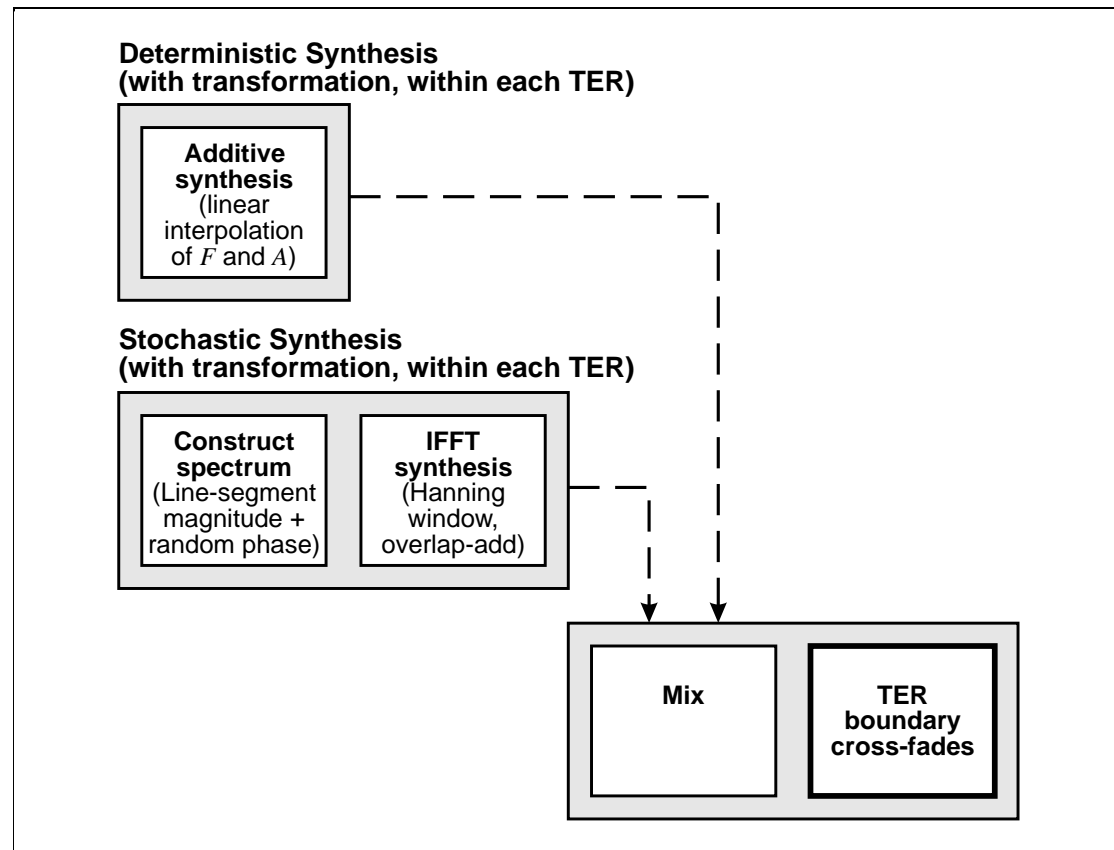 Deterministic Synthesis
(with transformation, within each TER)
Additive
synthesis
(linear
interpolation
of F and A)
Stochastic Synthesis
(with transformation, within each TER)
Construct
spectrum
(Line-segment
magnitude +
random phase)
IFFT
synthesis
(Hanning
window,
overlap-add)
Mix
TER
boundary
cross-fades